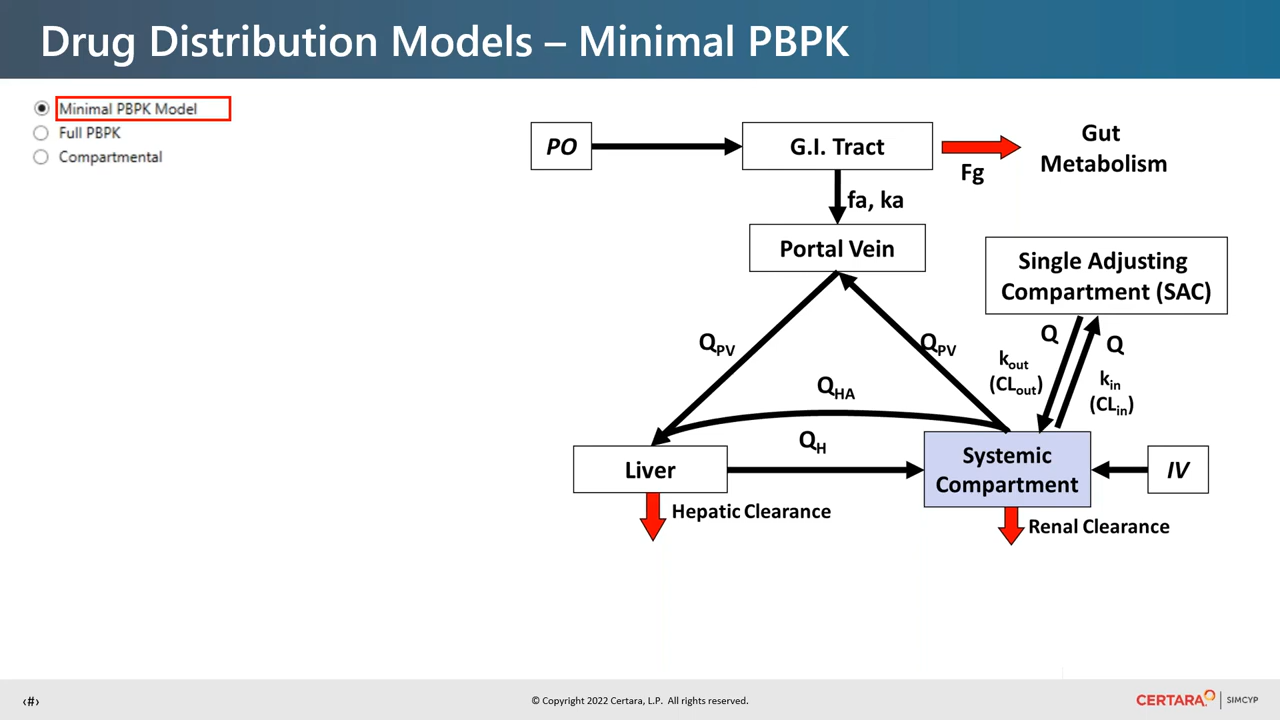 Drug Distribution Models – Minimal PBPK
Minimal PBPK Model
Full PBPK
Compartmental
PO
G.I. Tract
Fg
Gut
Metabolism
fa, ka
Portal Vein
Single Adjusting
Compartment (SAC)
QPV
QPV
Q
kout
(CLout)
Q
kin
(CLin)
QHA
QH
Liver
Systemic
Compartment
IV
Hepatic Clearance
Renal Clearance
‹#›
© Copyright 2022 Certara, L.P. All rights reserved.
CERTARA | SIMCYP